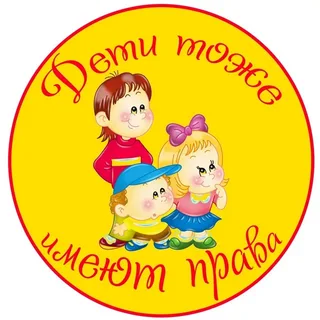 Дети тоже
имеют права